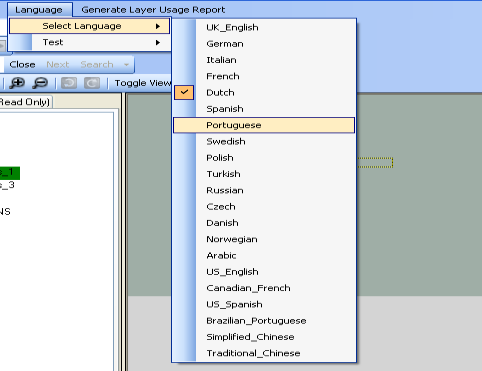 Language Generate Layer Usage Report
Select Language
Test
Close Next Search
Toggle View
Read Only)
s_1
s_3
NS
UK_English
German
Italian
French
Dutch
Spanish
Portuguese
Swedish
Polish
Turkish
Russian
Czech
Danish
Norwegian
Arabic
US_English
Canadian_French
US_Spanish
Brazilian_Portuguese
Simplified_Chinese
Traditional_Chinese